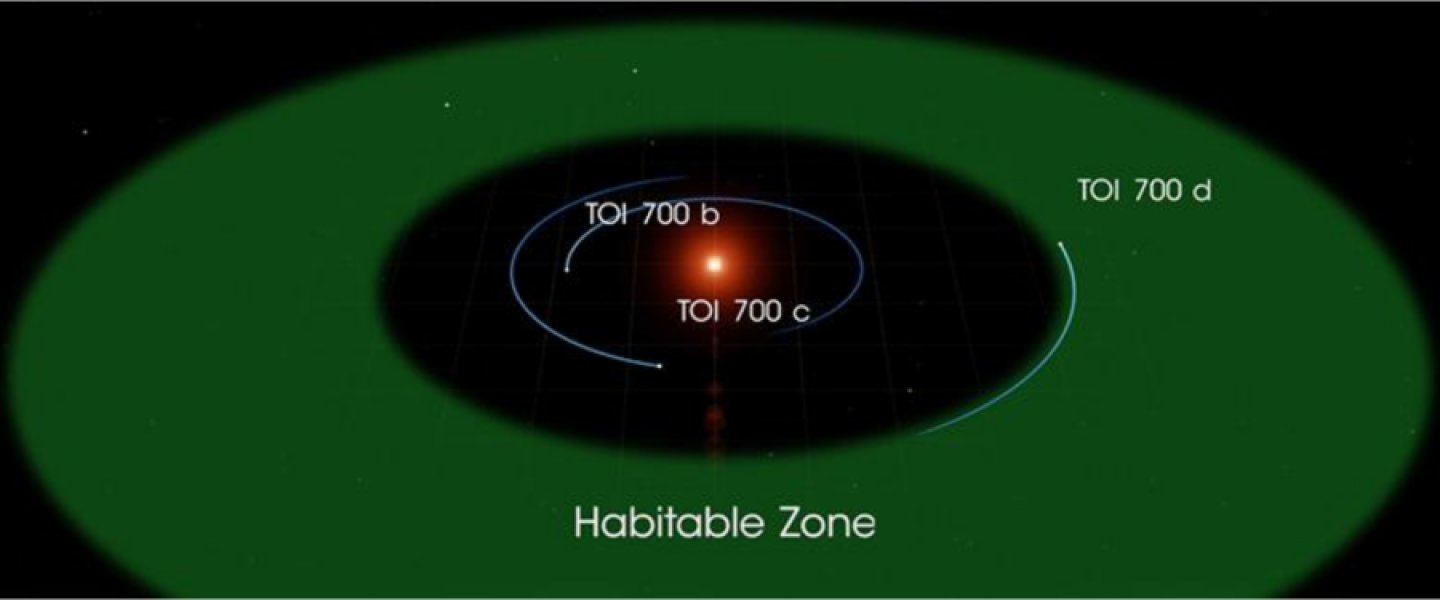 TOI 700 d
TOI 700 b
TOI 700 c
Habitable Zone